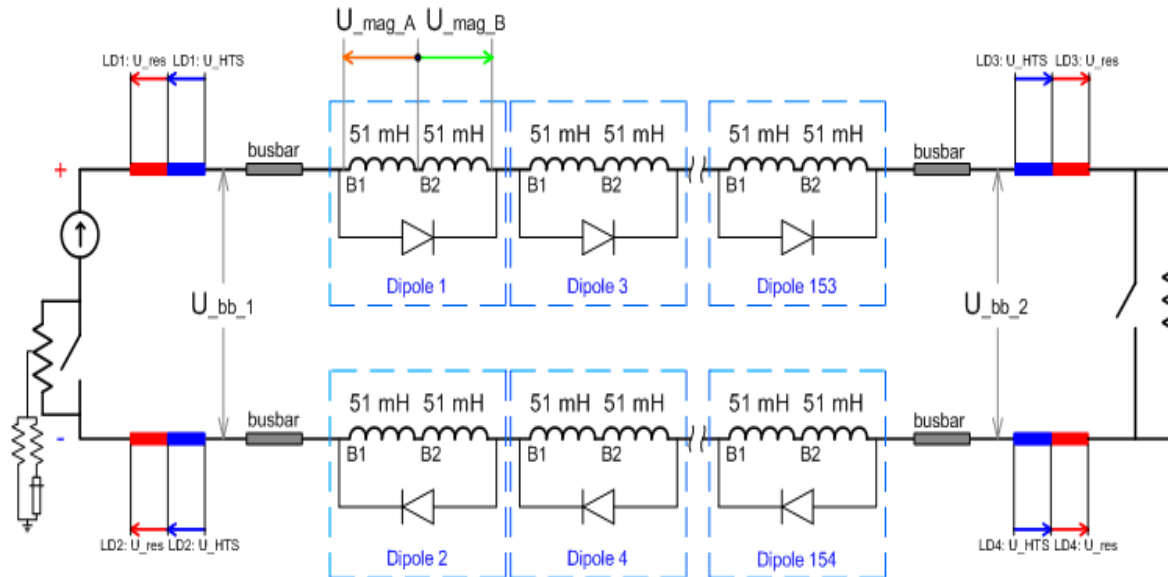 U_mag_A U_mag_B
LD1: U_res LD1: U_HTS
LD3: U_HTS LD3: U_res
51 mH 51 mH 51 mH 51 mH 51 mH 51 mH
busbar busbar
+
B1 B2 B1 B2 B1 B2
Dipole 1 Dipole 3 Dipole 153
U_bb_1 U_bb_2
51 mH 51 mH 51 mH 51 mH 51 mH 51 mH
busbar busbar
-
B1 B2 B1 B2 B1 B2
LD2: U_res LD2: U_HTS
LD4: U_HTS LD4: U_res
Dipole 2 Dipole 4 Dipole 154